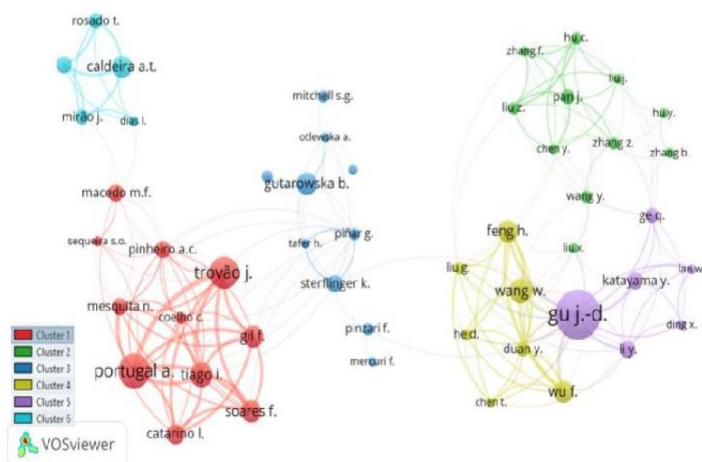 rosado t.
caldeira a.t.
mirão j.
dias l.
macedo m.f.
sequeira s.o.
pinheiro a.c.
trovão j.
mesquita n.
coelho c.
gil f.
portugal a.
tiago i.
soares f.
catarino l.
mitchell s.g.
otlewska a.
gutarowska b.
tafer h.
piñar g.
sterflinger k.
pinzari f.
mercuri f.
hu c.
zhang f.
liu j.
pan j.
liu z.
hu y.
chen y.
zhang z.
zhang b.
wang y.
liu x.
ge q.
feng h.
liu g.
wang w.
katayama y.
lan w.
gu j.-d.
ding x.
he d.
duan y.
li y.
wu f.
chen t.
Cluster 1
Cluster 2
Cluster 3
Cluster 4
Cluster 5
Cluster 6
VOSviewer